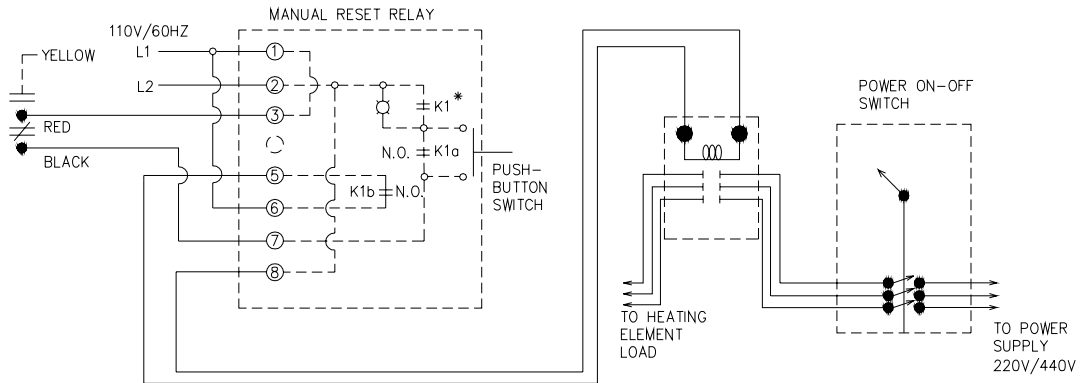 MANUAL RESET RELAY
110V/60HZ
L1
L2
YELLOW
RED
BLACK
1
2
3
5
6
7
8
K1 *
N.O. K1a
K1b N.O.
PUSH-
BUTTON
SWITCH
POWER ON-OFF
SWITCH
TO HEATING
ELEMENT
LOAD
TO POWER
SUPPLY
220V/440V